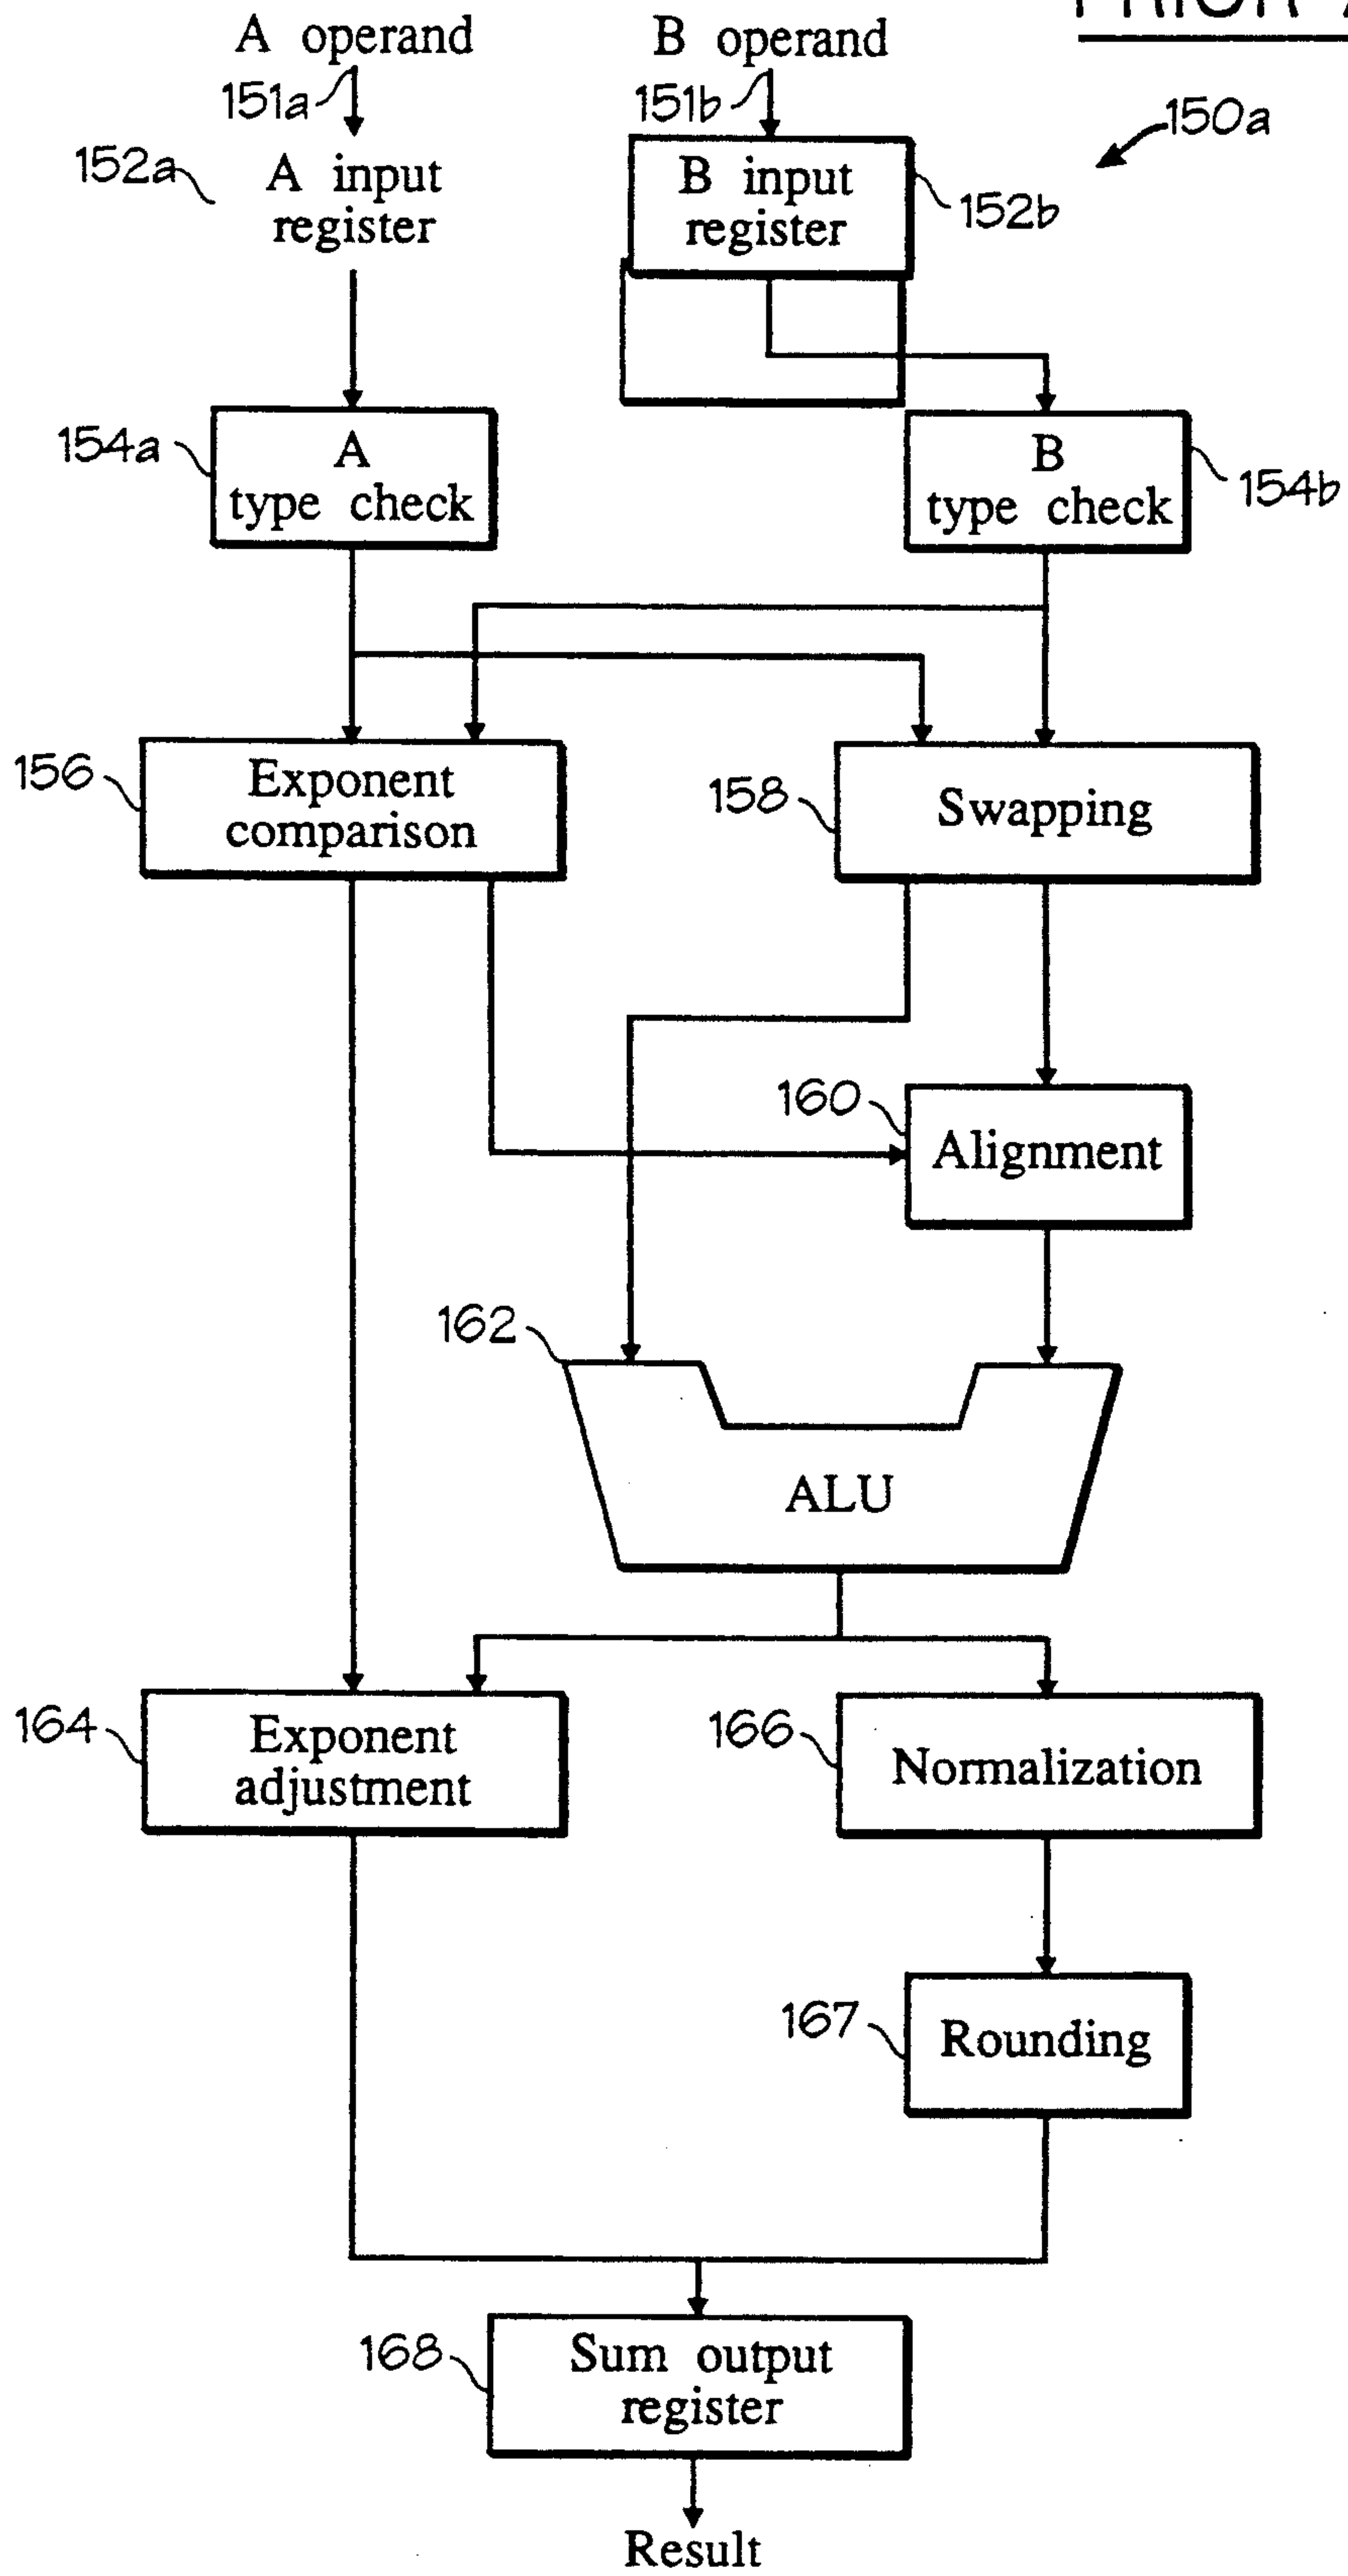 PRIOR
A operand
B operand
151a
151b
150a
152a
A input
register
B input
register
152b
154a
A
type check
B
type check
154b
156
Exponent
comparison
158
Swapping
160
Alignment
162
ALU
164
Exponent
adjustment
166
Normalization
167
Rounding
168
Sum output
register
Result